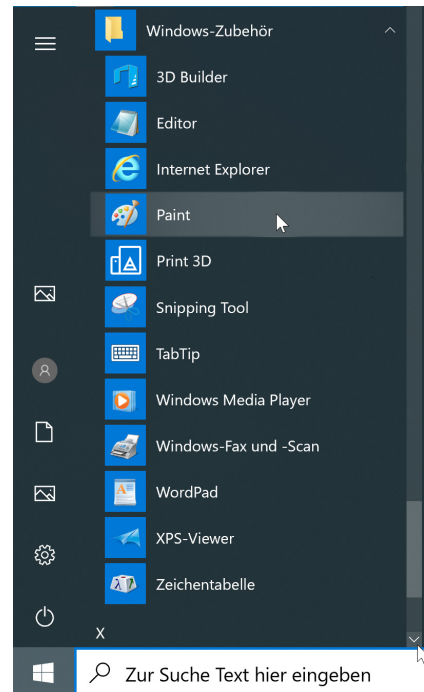 Windows-Zubehör
3D Builder
Editor
Internet Explorer
Paint
Print 3D
Snipping Tool
TabTip
Windows Media Player
Windows-Fax und -Scan
WordPad
XPS-Viewer
Zeichentabelle
X
Zur Suche Text hier eingeben